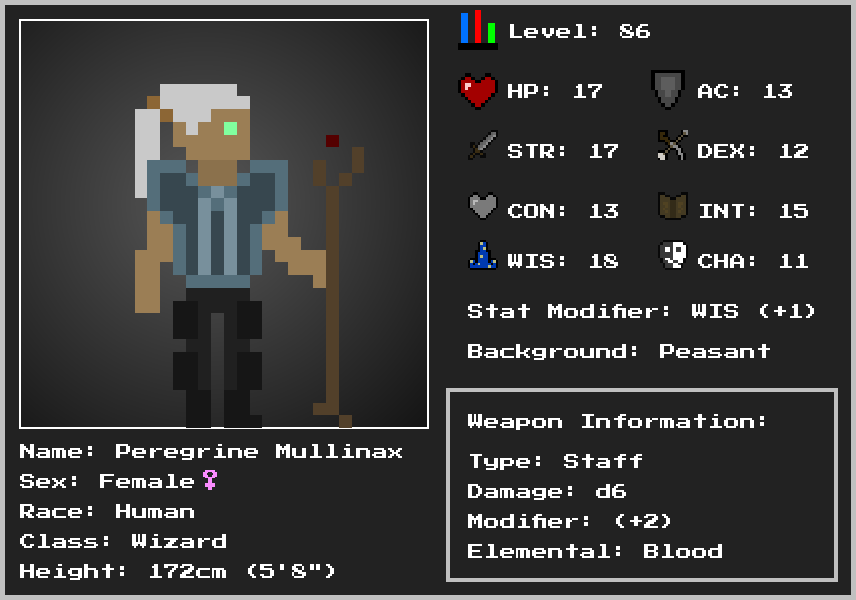 Level: 86
HP: 17 AC: 13
STR: 17 DEX: 12
CON: 13 INT: 15
WIS: 18 CHA: 11
Stat Modifier: WIS (+1)
Background: Peasant
Weapon Information:
Type: Staff
Damage: d6
Modifier: (+2)
Elemental: Blood
Name: Peregrine Mullinax
Sex: Female♀
Race: Human
Class: Wizard
Height: 172cm (5'8")